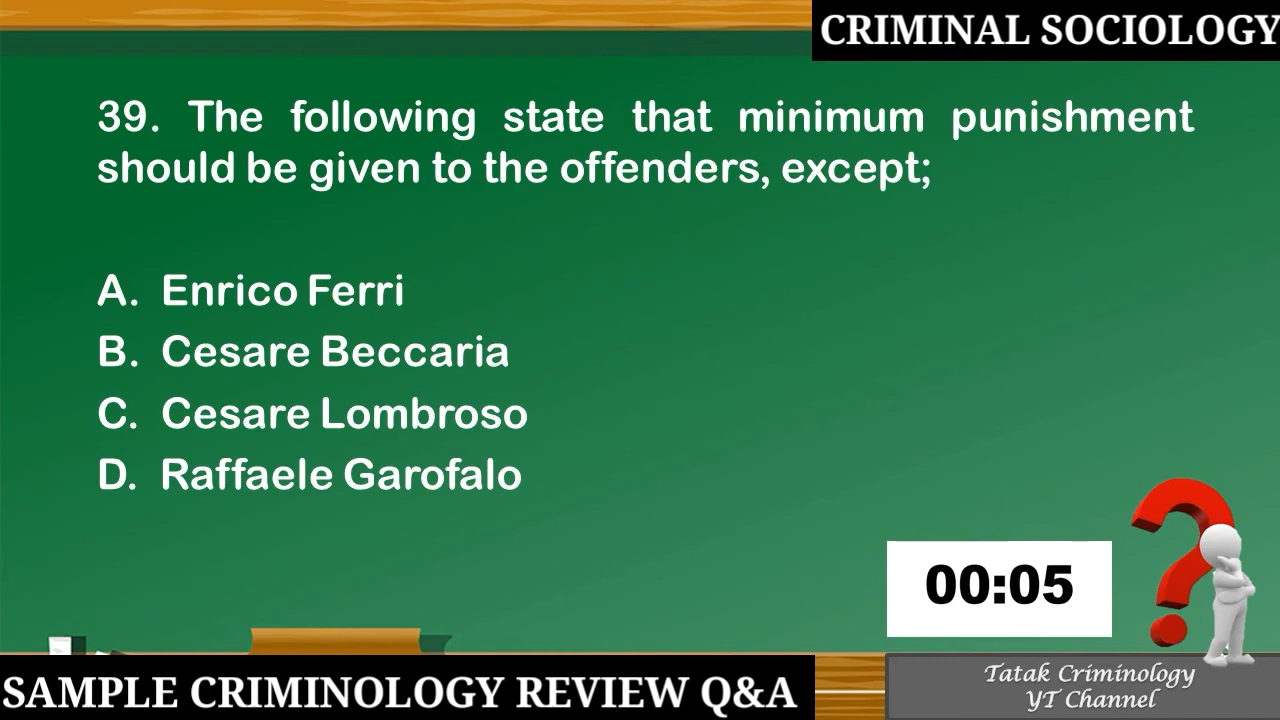 CRIMINAL SOCIOLOGY
39. The following state that minimum punishment
should be given to the offenders, except;
A. Enrico Ferri
B. Cesare Beccaria
C. Cesare Lombroso
D. Raffaele Garofalo
00:05
SAMPLE CRIMINOLOGY REVIEW Q&A
Tatak Criminology
YT Channel